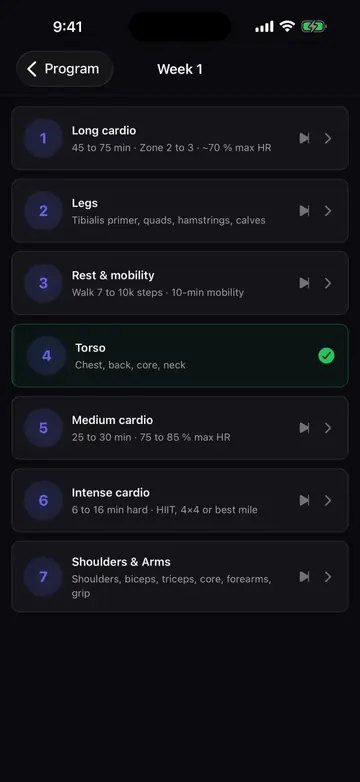 9:41
Program
Week 1
1
Long cardio
45 to 75 min · Zone 2 to 3 · ~70 % max HR
2
Legs
Tibialis primer, quads, hamstrings, calves
3
Rest & mobility
Walk 7 to 10k steps · 10-min mobility
4
Torso
Chest, back, core, neck
5
Medium cardio
25 to 30 min · 75 to 85 % max HR
6
Intense cardio
6 to 16 min hard · HIIT, 4×4 or best mile
7
Shoulders & Arms
Shoulders, biceps, triceps, core, forearms,
grip